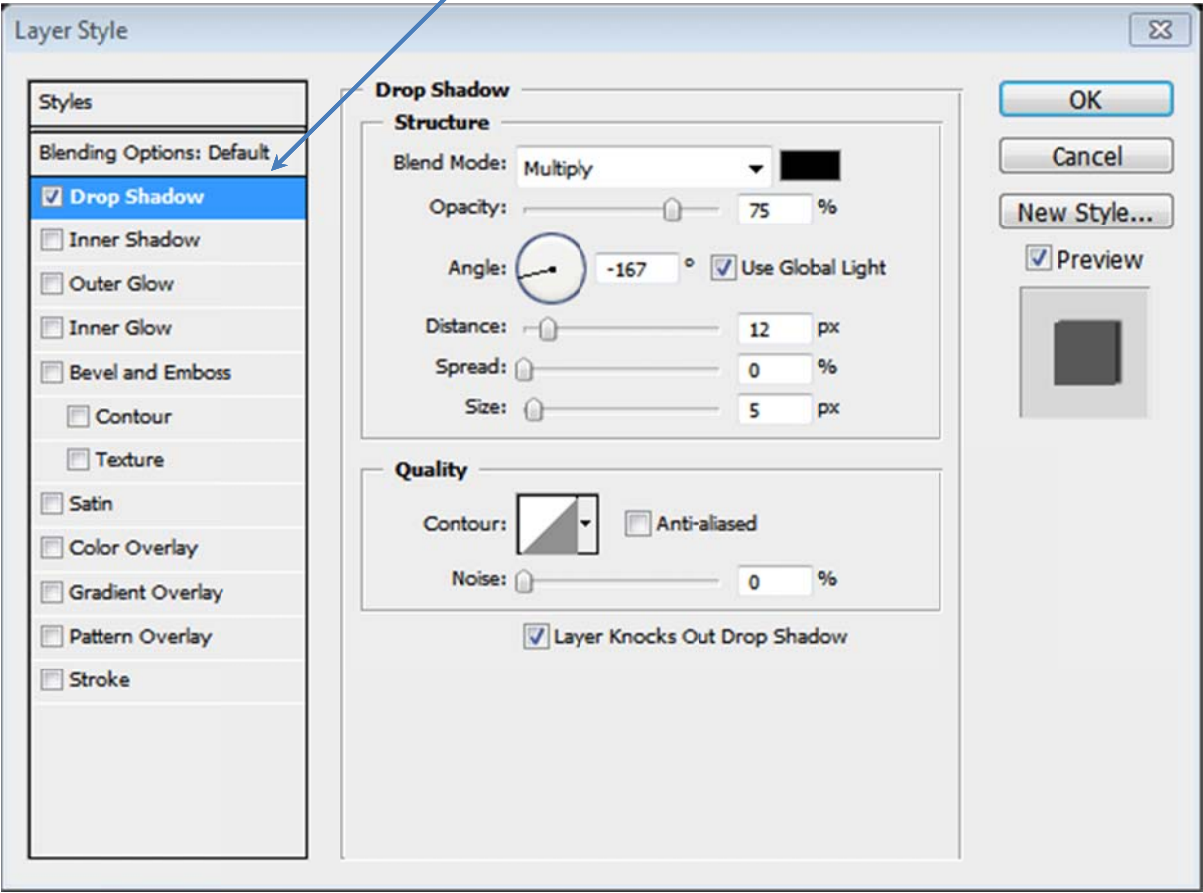 Layer Style
Styles
Blending Options: Default
Drop Shadow
Inner Shadow
Outer Glow
Inner Glow
Bevel and Emboss
Contour
Texture
Satin
Color Overlay
Gradient Overlay
Pattern Overlay
Stroke
Drop Shadow
Structure
Blend Mode: Multiply
Opacity: 75 %
Angle: -167 ° Use Global Light
Distance: 12 px
Spread: 0 %
Size: 5 px
Quality
Contour: Anti-aliased
Noise: 0 %
Layer Knocks Out Drop Shadow
OK
Cancel
New Style...
Preview